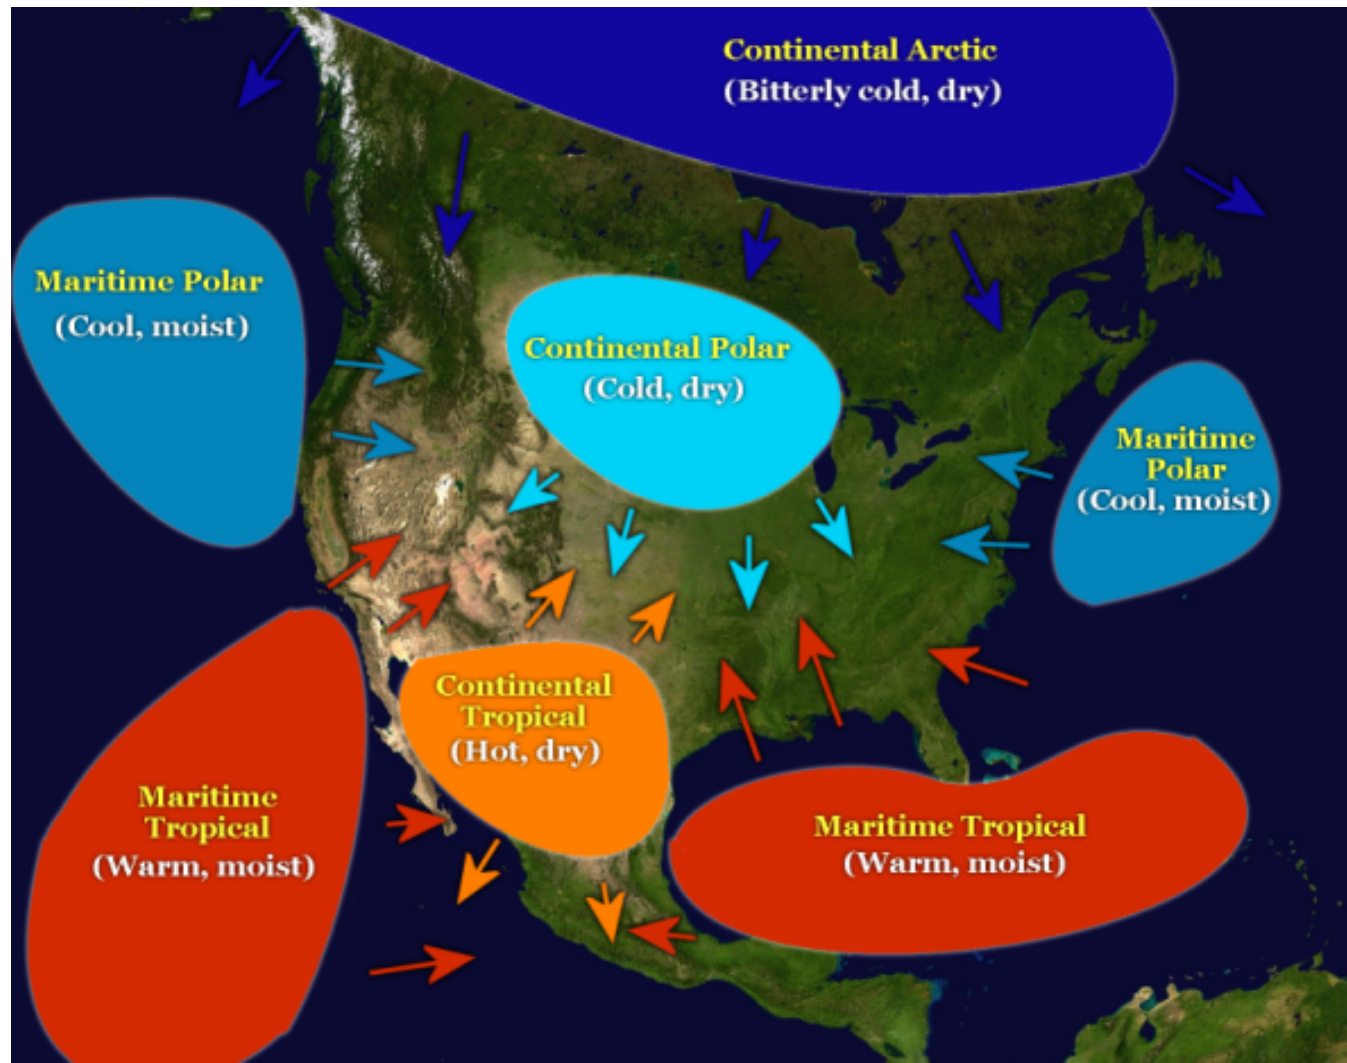 Continental Arctic
(Bitterly cold, dry)
Maritime Polar
(Cool, moist)
Continental Polar
(Cold, dry)
Maritime
Polar
(Cool, moist)
Continental
Tropical
(Hot, dry)
Maritime
Tropical
(Warm, moist)
Maritime Tropical
(Warm, moist)